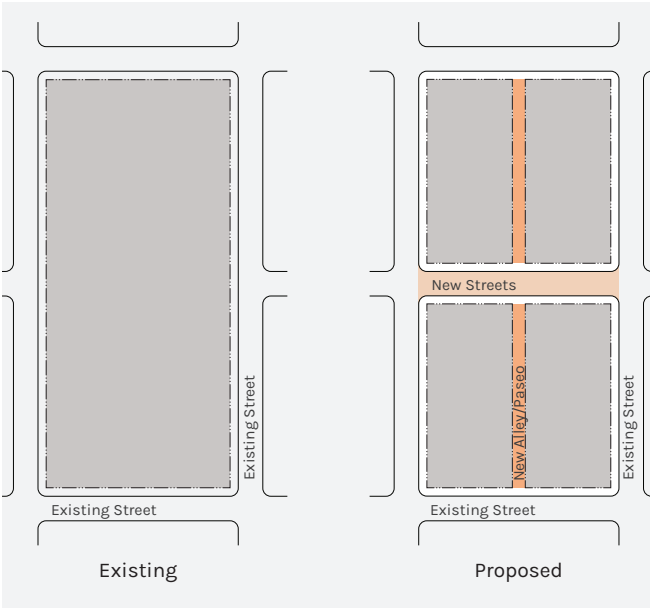 Existing Street
Existing Street
Existing
New Streets
New Alley/Paseo
Existing Street
Existing Street
Proposed